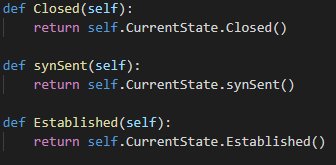 def Closed(self):
    return self.CurrentState.Closed()
def synSent(self):
    return self.CurrentState.synSent()
def Established(self):
    return self.CurrentState.Established()